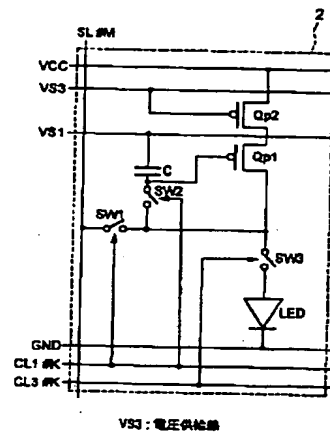 2
SL #M
VCC
VS3
Qp2
VS1
Qp1
C
SW2
SW1
SW3
LED
GND
CL1 #K
CL3 #K
VS3 : 電圧供給線